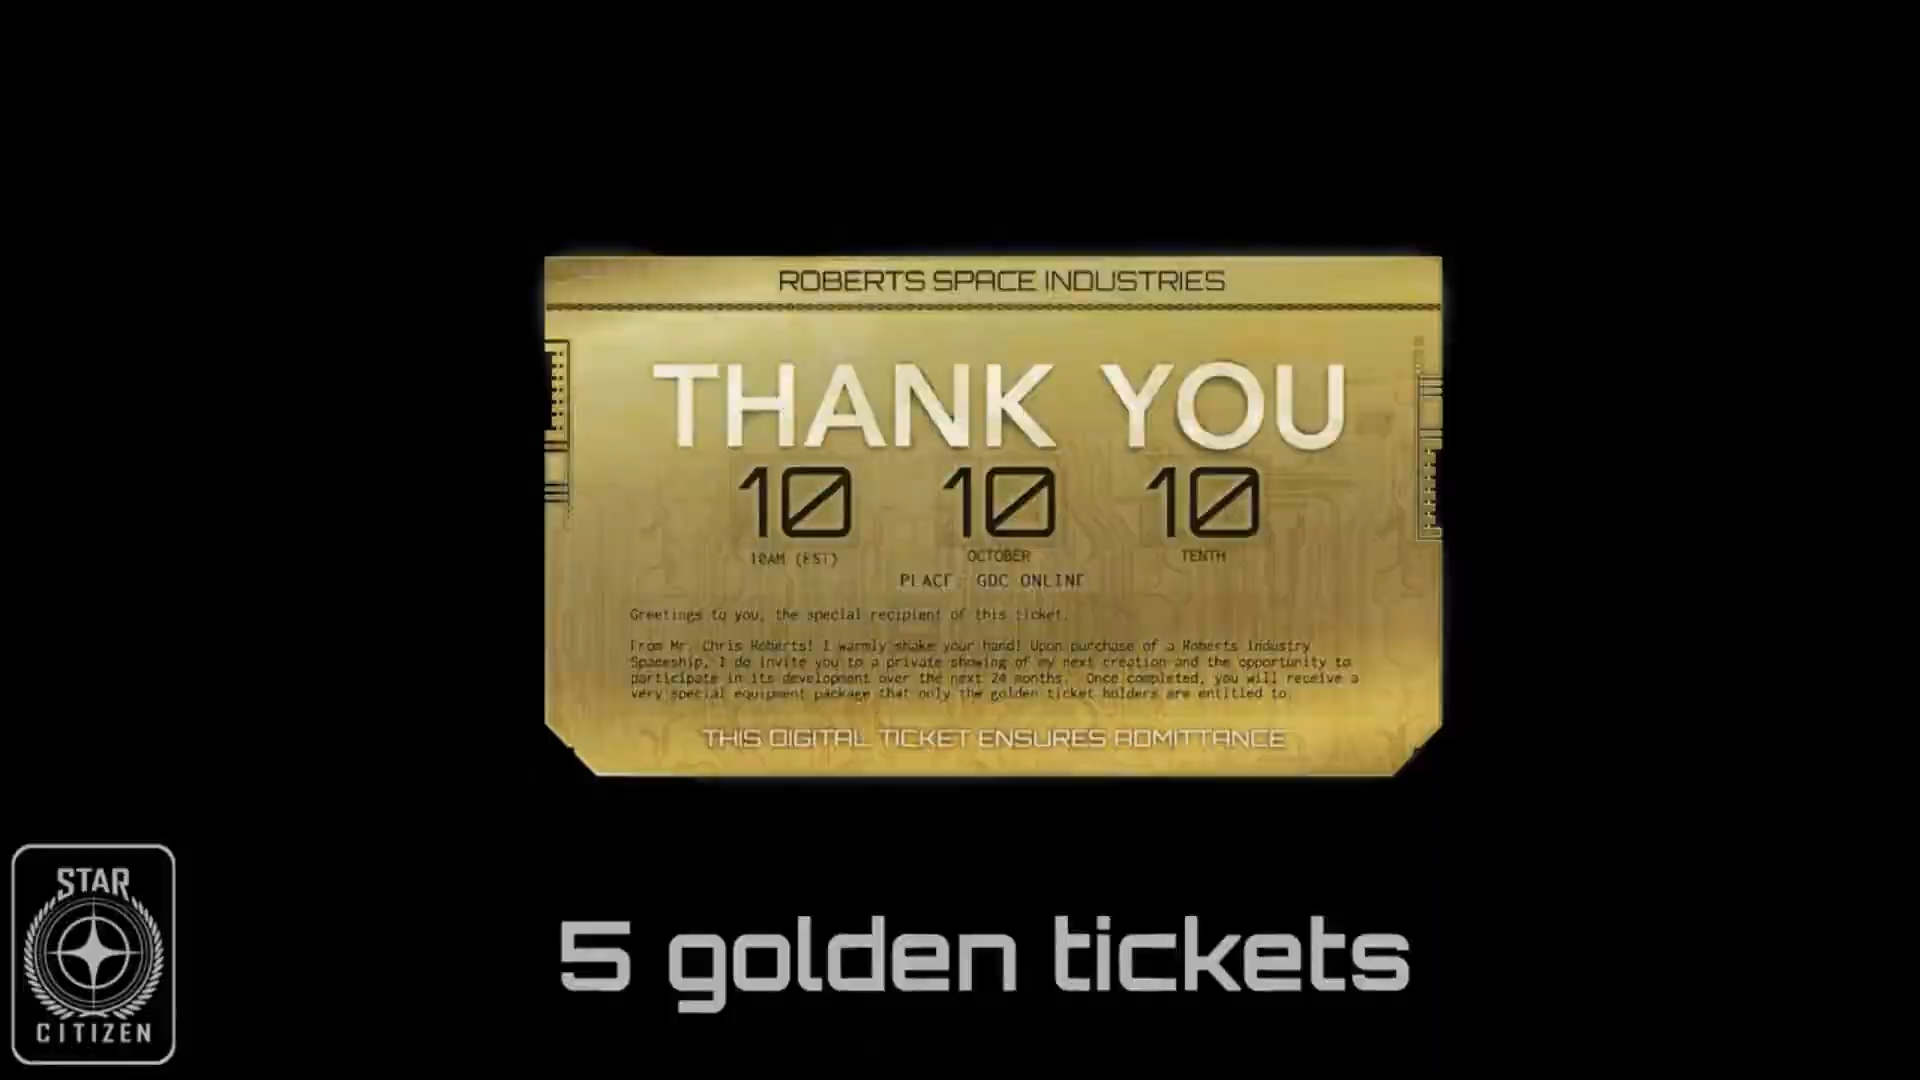 ROBERTS SPACE INDUSTRIES
THANK YOU
10 10 10
10AM (EST) OCTOBER TENTH
PLACE: GDC ONLINE
Greetings to you, the special recipient of this ticket.
From Mr. Chris Roberts! I warmly shake your hand! Upon purchase of a Roberts Industry
Spaceship, I do invite you to a private showing of my next creation and the opportunity to
participate in its development over the next 24 months. Once completed, you will receive a
very special equipment package that only the golden ticket holders are entitled to.
THIS DIGITAL TICKET ENSURES ADMITTANCE
5 golden tickets
STAR
CITIZEN